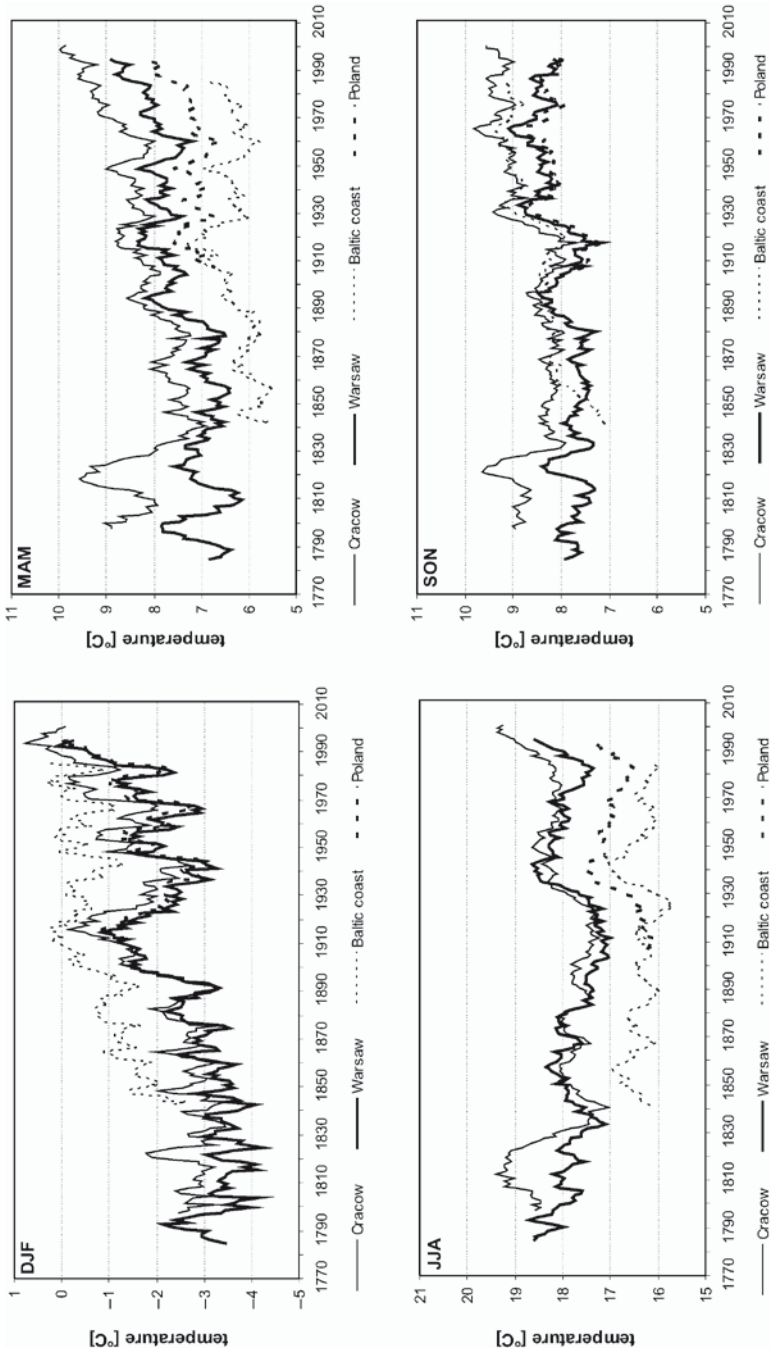 DJF
temperature [°C]
1
0
−1
−2
−3
−4
−5
1770 1790 1810 1830 1850 1870 1890 1910 1930 1950 1970 1990 2010
Cracow Warsaw Baltic coast Poland
MAM
temperature [°C]
11
10
9
8
7
6
5
1770 1790 1810 1830 1850 1870 1890 1910 1930 1950 1970 1990 2010
Cracow Warsaw Baltic coast Poland
JJA
temperature [°C]
21
20
19
18
17
16
15
1770 1790 1810 1830 1850 1870 1890 1910 1930 1950 1970 1990 2010
Cracow Warsaw Baltic coast Poland
SON
temperature [°C]
11
10
9
8
7
6
5
1770 1790 1810 1830 1850 1870 1890 1910 1930 1950 1970 1990 2010
Cracow Warsaw Baltic coast Poland